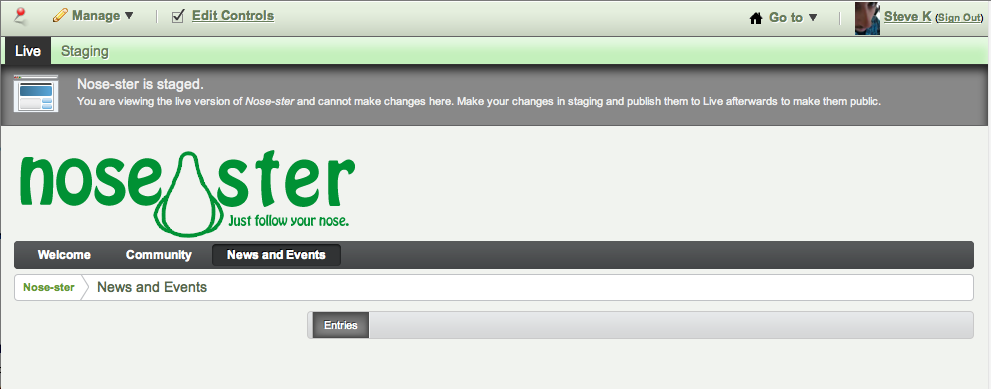 Manage ▼ | Edit Controls Go to ▼ | Steve K (Sign Out)
Live Staging
Nose-ster is staged.
You are viewing the live version of Nose-ster and cannot make changes here. Make your changes in staging and publish them to Live afterwards to make them public.
nose ster
Just follow your nose.
Welcome Community News and Events
Nose-ster News and Events
Entries